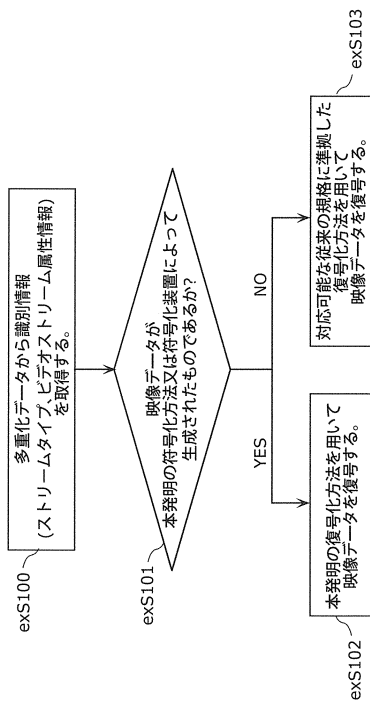 exS100
多重化データから識別情報
(ストリームタイプ、ビデオストリーム属性情報)
を取得する。
exS101
映像データが
本発明の符号化方法又は符号化装置によって
生成されたものであるか?
YES
NO
exS102
本発明の復号化方法を用いて
映像データを復号する。
exS103
対応可能な従来の規格に準拠した
復号化方法を用いて
映像データを復号する。